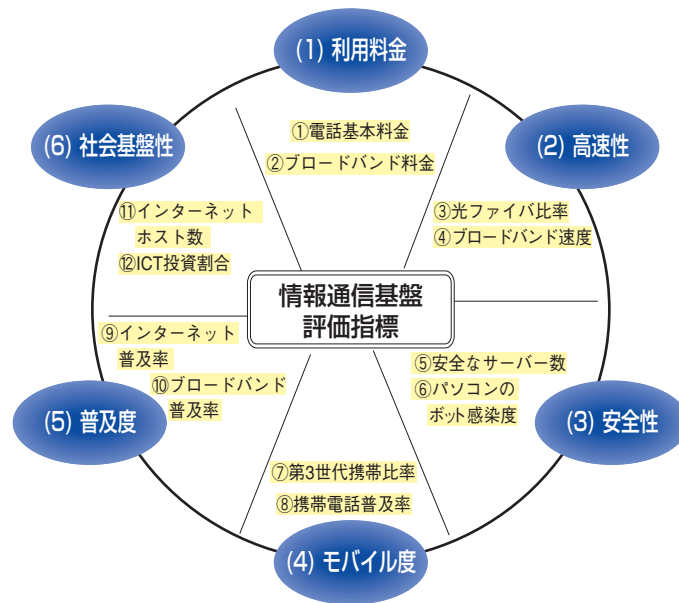 (1) 利用料金
①電話基本料金
②ブロードバンド料金
(2) 高速性
③光ファイバ比率
④ブロードバンド速度
(3) 安全性
⑤安全なサーバー数
⑥パソコンの
ボット感染度
(4) モバイル度
⑦第3世代携帯比率
⑧携帯電話普及率
(5) 普及度
⑨インターネット
普及率
⑩ブロードバンド
普及率
(6) 社会基盤性
⑪インターネット
ホスト数
⑫ICT投資割合
情報通信基盤
評価指標